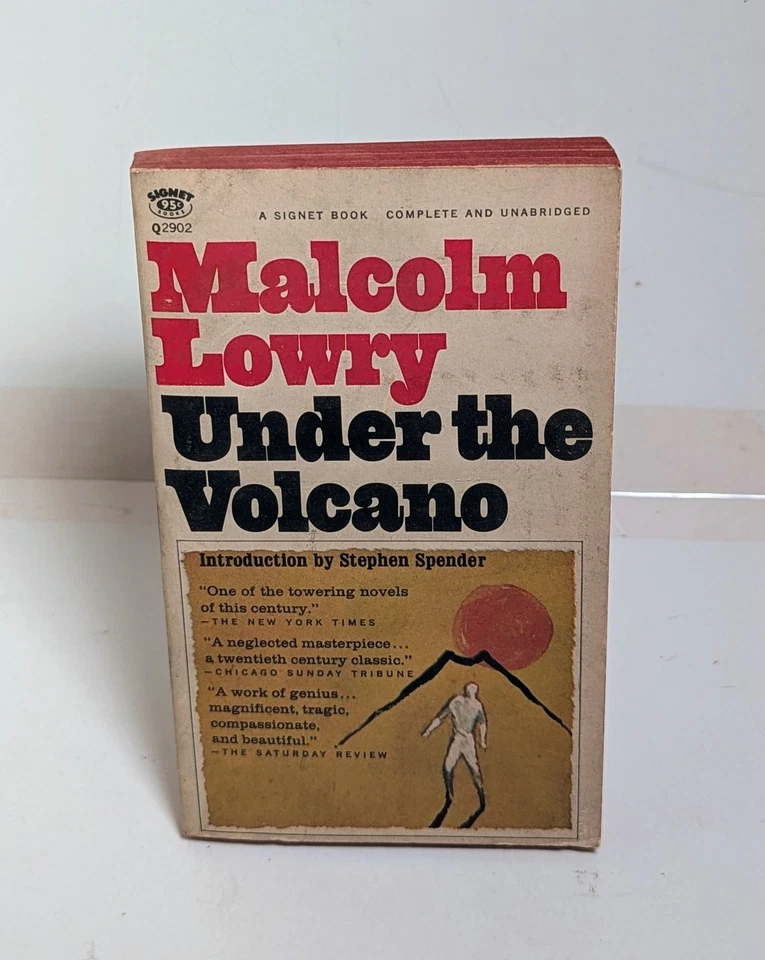 SIGNET
95¢
BOOKS
Q2902
A SIGNET BOOK COMPLETE AND UNABRIDGED
Malcolm
Lowry
Under the
Volcano
Introduction by Stephen Spender
"One of the towering novels
of this century."
—THE NEW YORK TIMES
"A neglected masterpiece...
a twentieth century classic."
—CHICAGO SUNDAY TRIBUNE
"A work of genius...
magnificent, tragic,
compassionate,
and beautiful."
—THE SATURDAY REVIEW